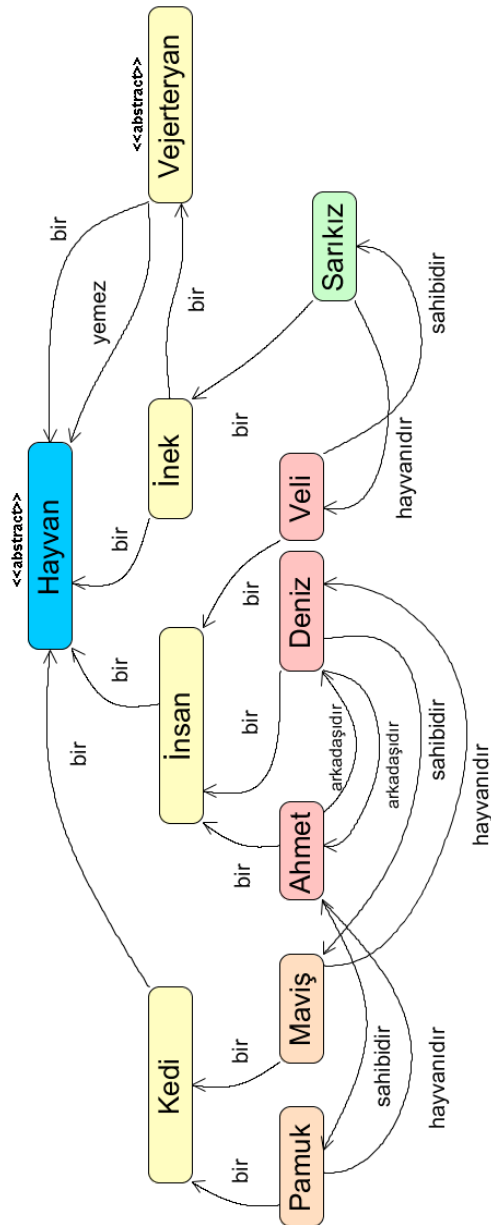 <<abstract>>
Hayvan
<<abstract>>
Vejerteryan
bir
bir
bir
bir
yemez
bir
Kedi
İnsan
İnek
bir
bir
bir
bir
bir
bir
Pamuk
Maviş
Ahmet
Deniz
Veli
Sarıkız
arkadaşıdır
arkadaşıdır
sahibidir
hayvanıdır
sahibidir
hayvanıdır
hayvanıdır
sahibidir